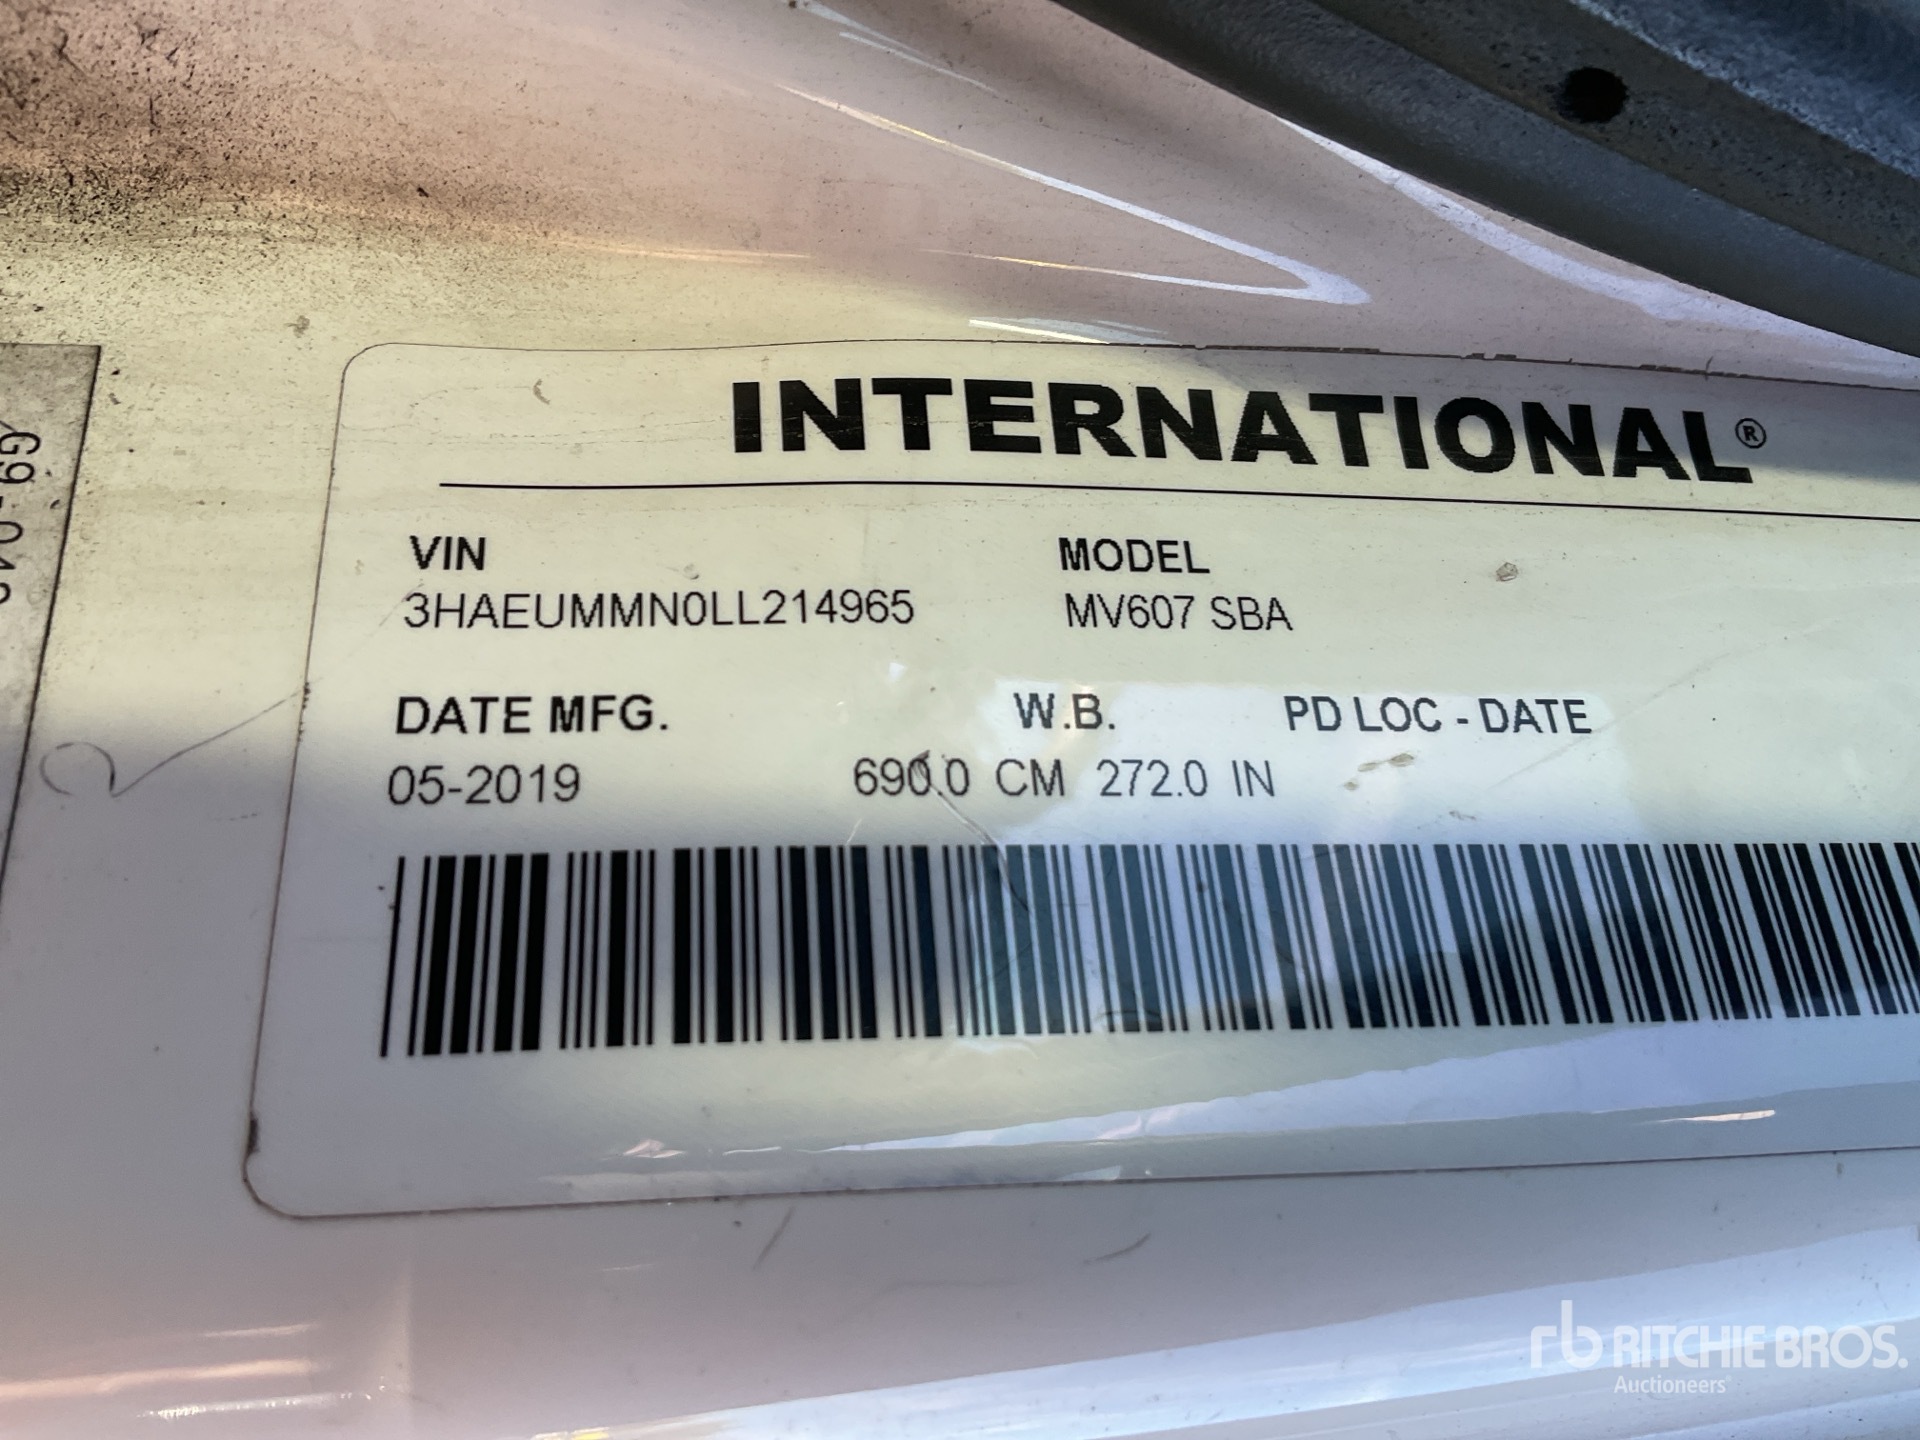 INTERNATIONAL®
VIN MODEL
3HAEUMMN0LL214965 MV607 SBA
DATE MFG. W.B. PD LOC - DATE
05-2019 690.0 CM 272.0 IN
rb RITCHIE BROS.
Auctioneers